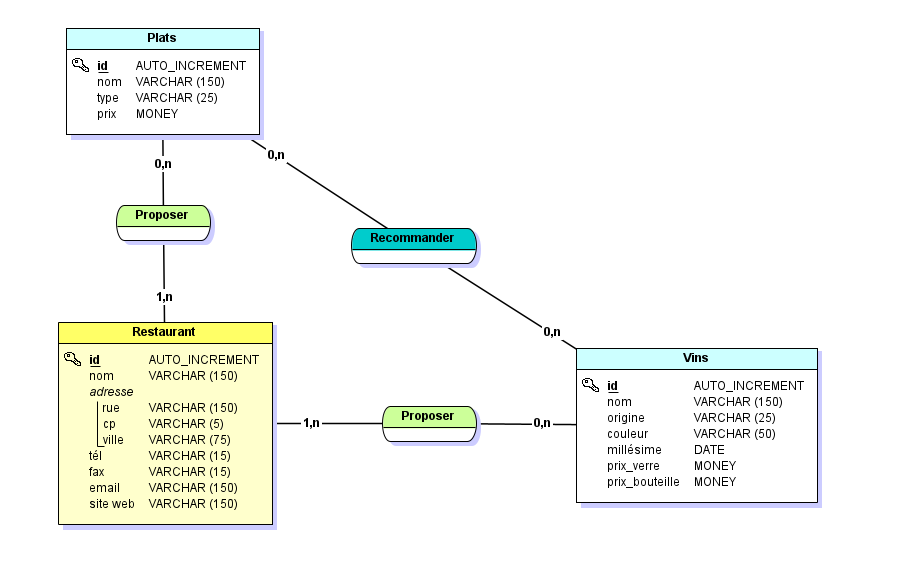 Plats
id AUTO_INCREMENT
nom VARCHAR (150)
type VARCHAR (25)
prix MONEY
0,n
0,n
Proposer
Recommander
1,n
Restaurant
id AUTO_INCREMENT
nom VARCHAR (150)
adresse
rue VARCHAR (150)
cp VARCHAR (5)
ville VARCHAR (75)
tél VARCHAR (15)
fax VARCHAR (15)
email VARCHAR (150)
site web VARCHAR (150)
0,n
1,n
Proposer
0,n
Vins
id AUTO_INCREMENT
nom VARCHAR (150)
origine VARCHAR (25)
couleur VARCHAR (50)
millésime DATE
prix_verre MONEY
prix_bouteille MONEY